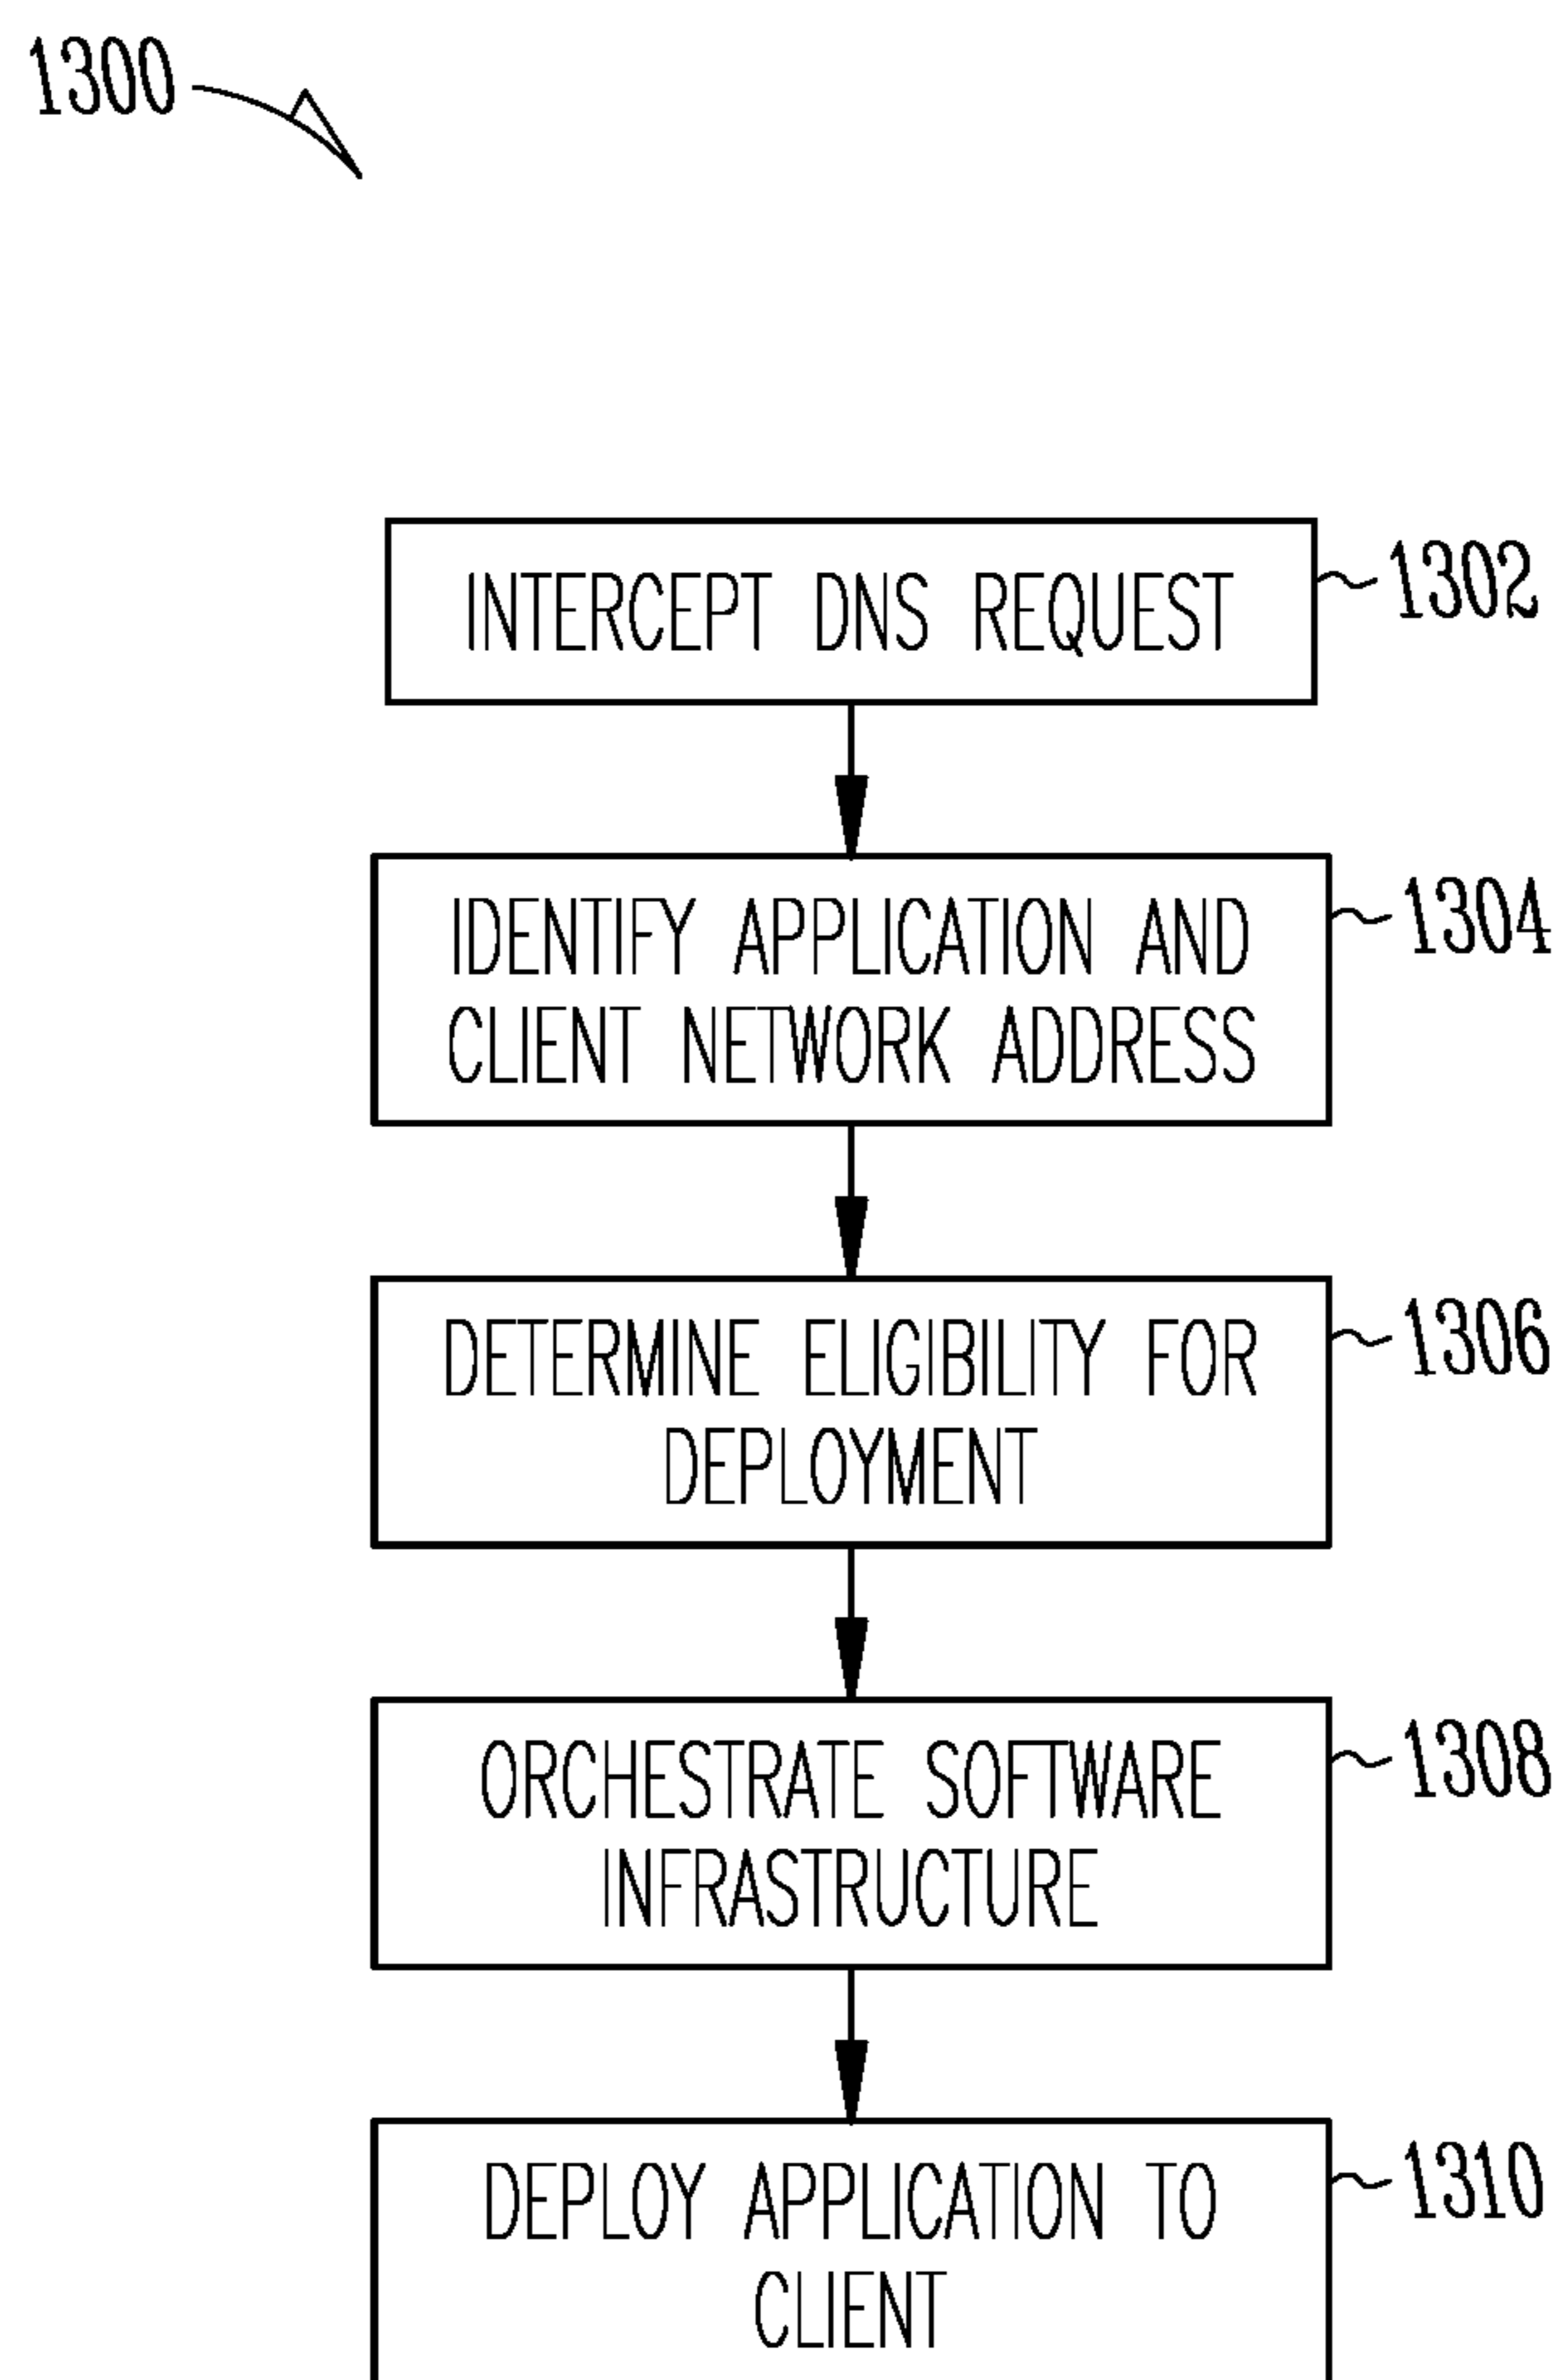 1300
INTERCEPT DNS REQUEST
1302
IDENTIFY APPLICATION AND
CLIENT NETWORK ADDRESS
1304
DETERMINE ELIGIBILITY FOR
DEPLOYMENT
1306
ORCHESTRATE SOFTWARE
INFRASTRUCTURE
1308
DEPLOY APPLICATION TO
CLIENT
1310